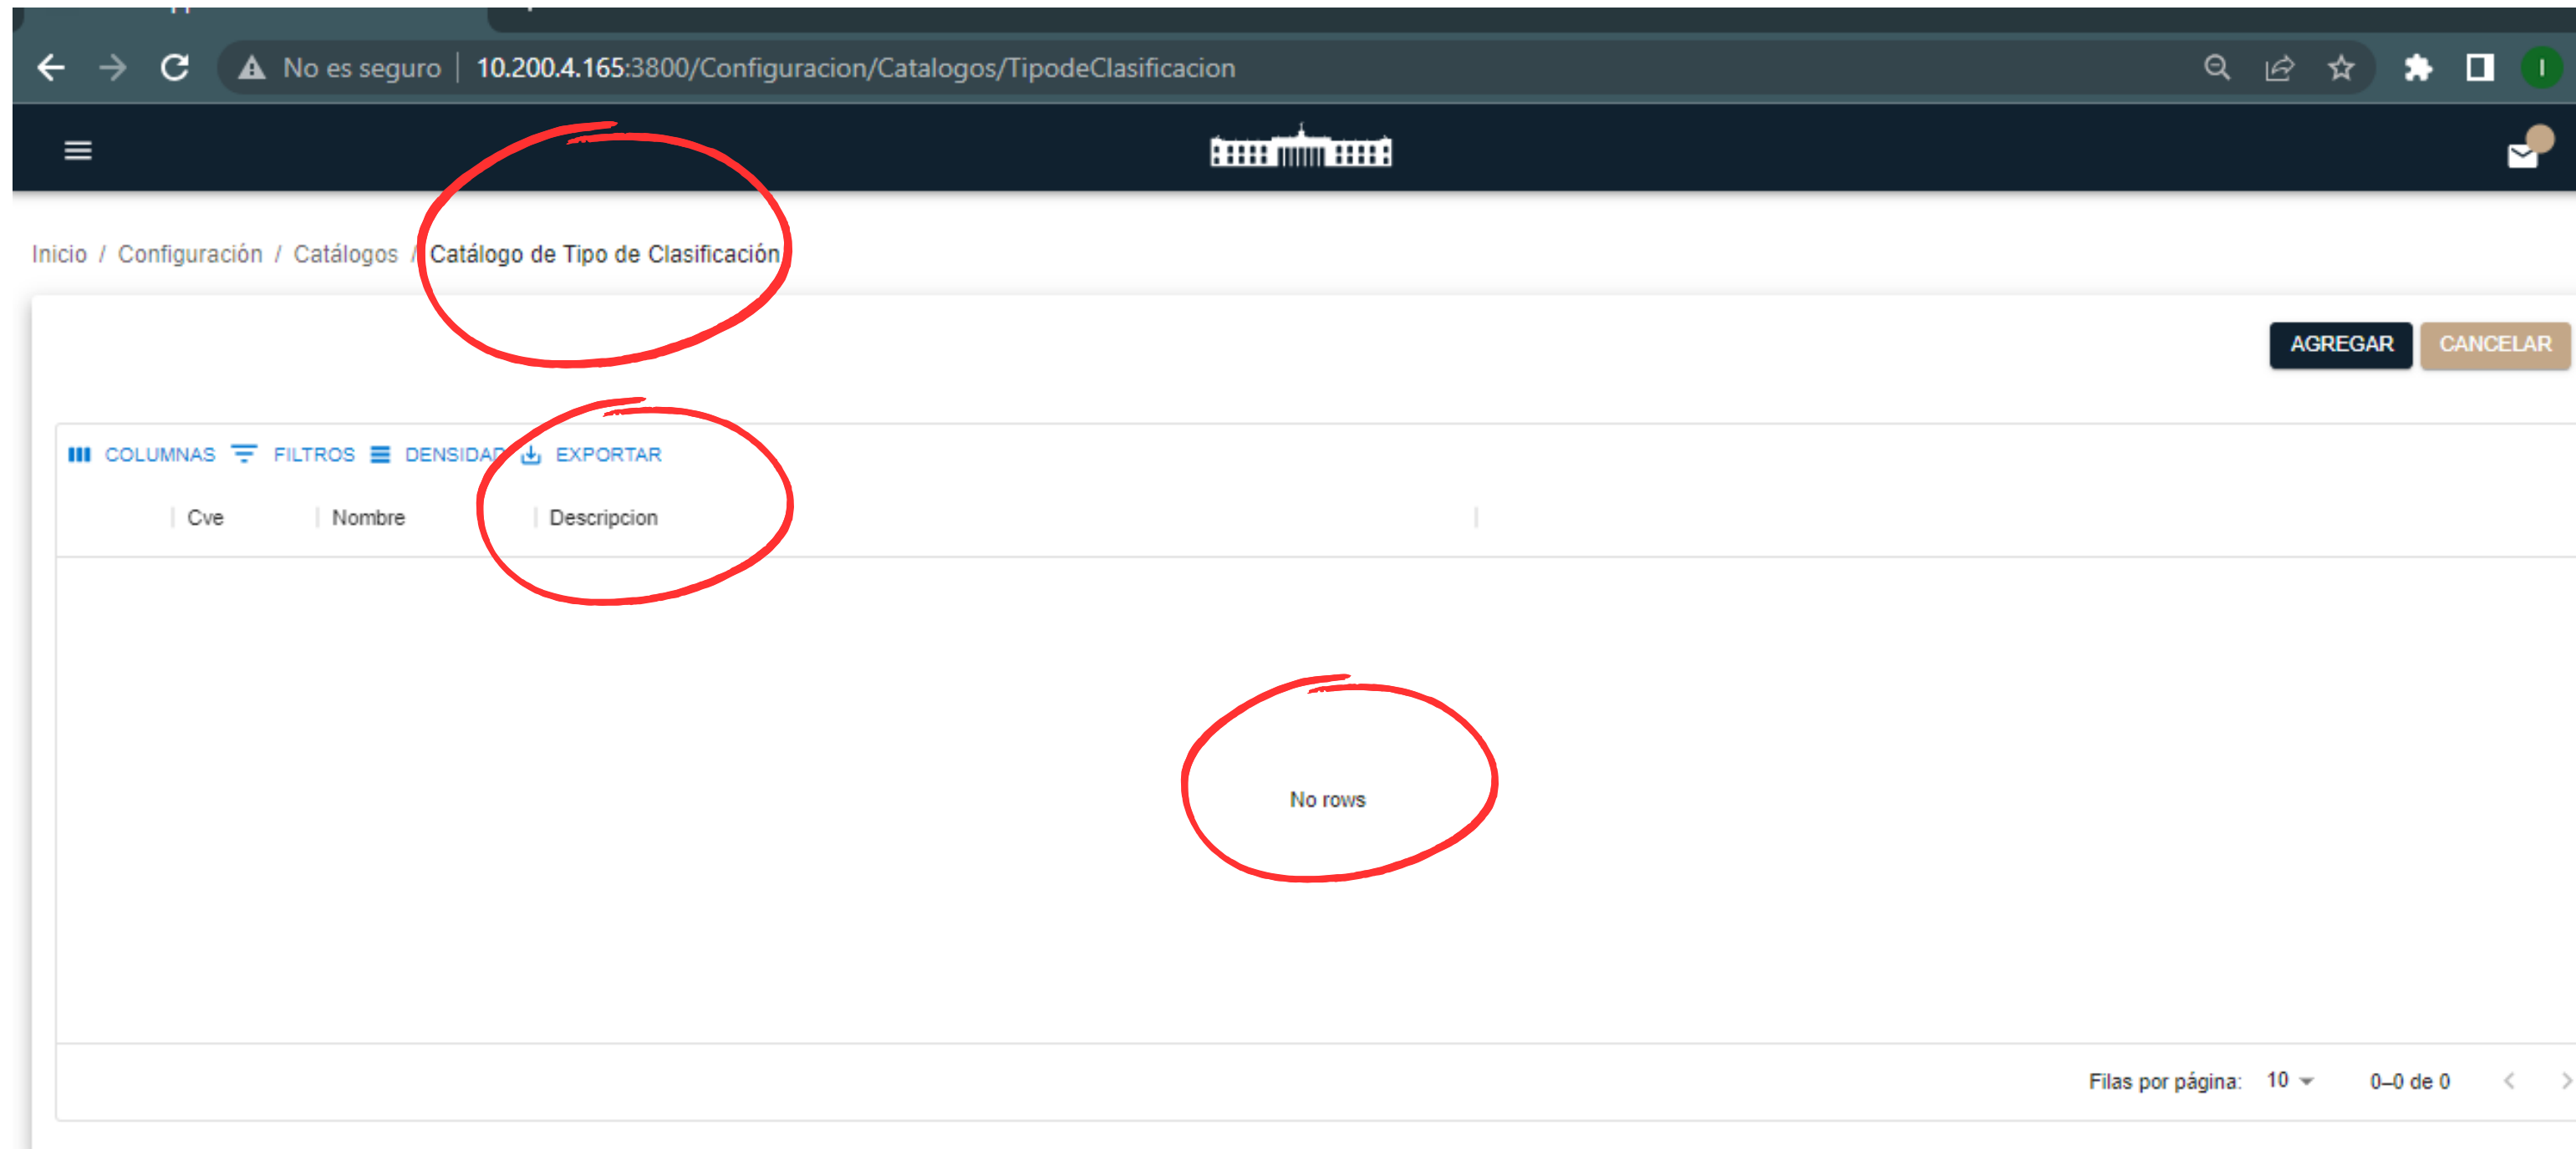 No es seguro | 10.200.4.165:3800/Configuracion/Catalogos/TipodeClasificacion
I
Inicio / Configuración / Catálogos / Catálogo de Tipo de Clasificación
AGREGAR CANCELAR
COLUMNAS FILTROS DENSIDAD EXPORTAR
Cve Nombre Descripcion
No rows
Filas por página: 10 0–0 de 0